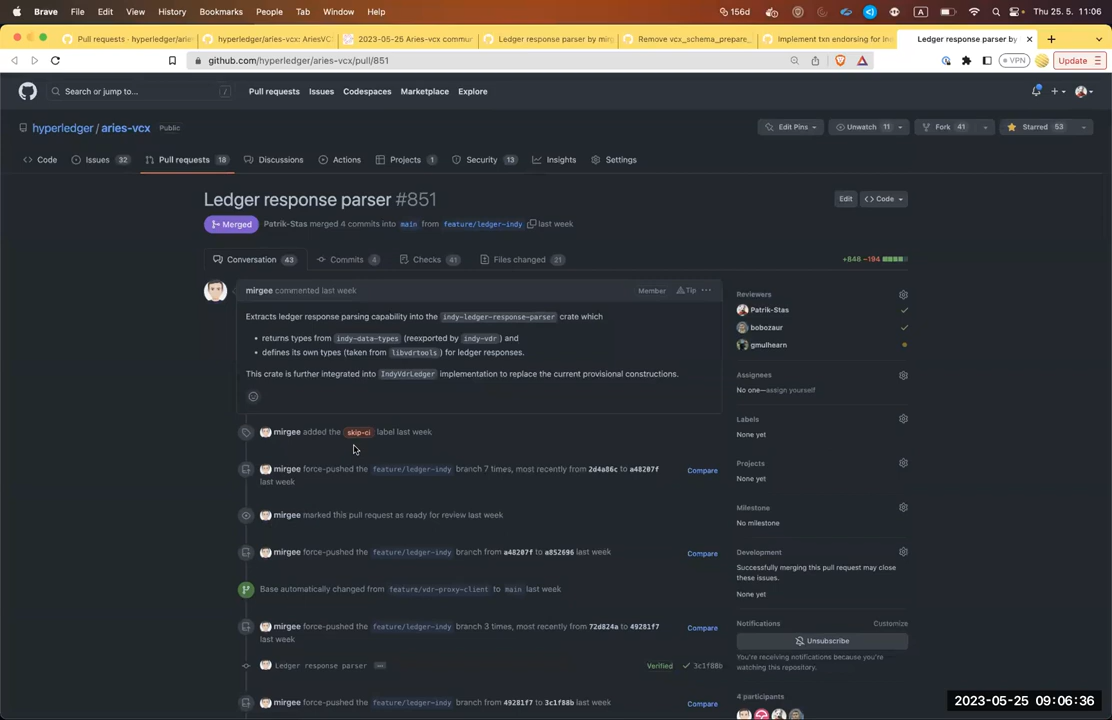 Brave File Edit View History Bookmarks People Tab Window Help 156d A Thu 25. 5. 11:06
Pull requests · hyperledger/arie hyperledger/aries-vcx: AriesVC 2023-05-25 Aries-vcx commu Ledger response parser by mir Remove vcx_schema_prepare_ Implement txn endorsing for In Ledger response parser by
github.com/hyperledger/aries-vcx/pull/851 VPN Update
Search or jump to... / Pull requests Issues Codespaces Marketplace Explore
hyperledger / aries-vcx Public Edit Pins Unwatch 11 Fork 41 Starred 53
Code Issues 32 Pull requests 18 Discussions Actions Projects 1 Security 13 Insights Settings
Ledger response parser #851 Edit Code
Merged Patrik-Stas merged 4 commits into main from feature/ledger-indy last week
Conversation 43 Commits 4 Checks 41 Files changed 21 +846 −194
mirgee commented last week Member Tip ...
Extracts ledger response parsing capability into the indy-ledger-response-parser crate which
• returns types from indy-data-types (reexported by indy-vdr) and
• defines its own types (taken from libvdrtools) for ledger responses.
This crate is further integrated into IndyVdrLedger implementation to replace the current provisional constructions.
mirgee added the skip-ci label last week
mirgee force-pushed the feature/ledger-indy branch 7 times, most recently from 2d4a86c to a48207f
last week
Compare
mirgee marked this pull request as ready for review last week
mirgee force-pushed the feature/ledger-indy branch from a48207f to a852696 last week Compare
Base automatically changed from feature/vdr-proxy-client to main last week
mirgee force-pushed the feature/ledger-indy branch 3 times, most recently from 72d824a to 49281f7
last week
Compare
Ledger response parser ... Verified 3c1f88b
mirgee force-pushed the feature/ledger-indy branch from 49281f7 to 3c1f88b last week Compare
Reviewers
Patrik-Stas
bobozaur
gmulhearn
Assignees
No one—assign yourself
Labels
None yet
Projects
None yet
Milestone
No milestone
Development
Successfully merging this pull request may close
these issues.
None yet
Notifications Customize
Unsubscribe
You're receiving notifications because you're
watching this repository.
4 participants
2023-05-25 09:06:36